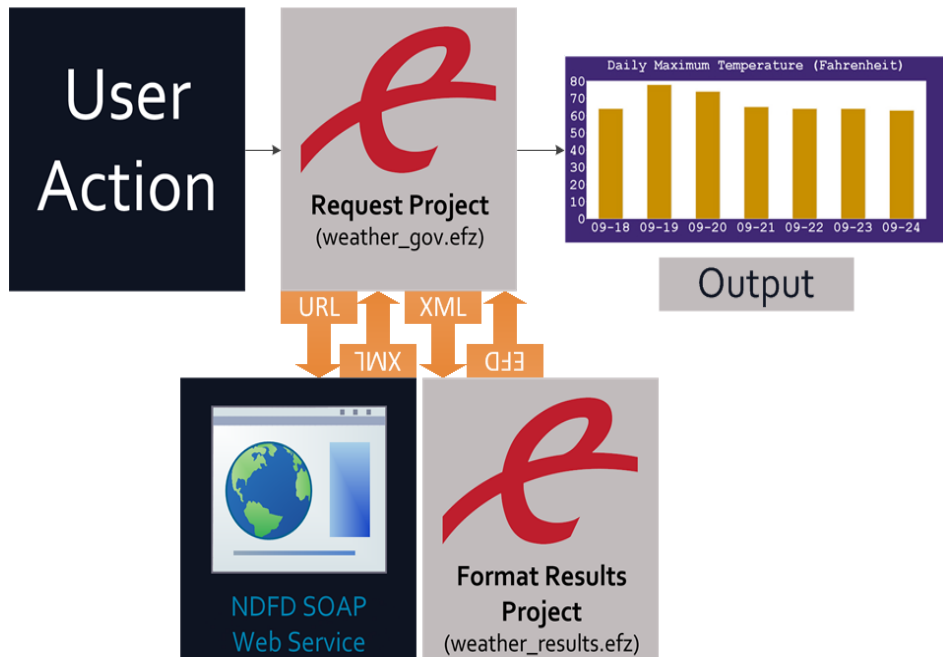 User
Action
Request Project
(weather_gov.efz)
Daily Maximum Temperature (Fahrenheit)
80
70
60
50
40
30
20
10
0
09-18 09-19 09-20 09-21 09-22 09-23 09-24
Output
URL
XML
XML
EFD
NDFD SOAP
Web Service
Format Results
Project
(weather_results.efz)